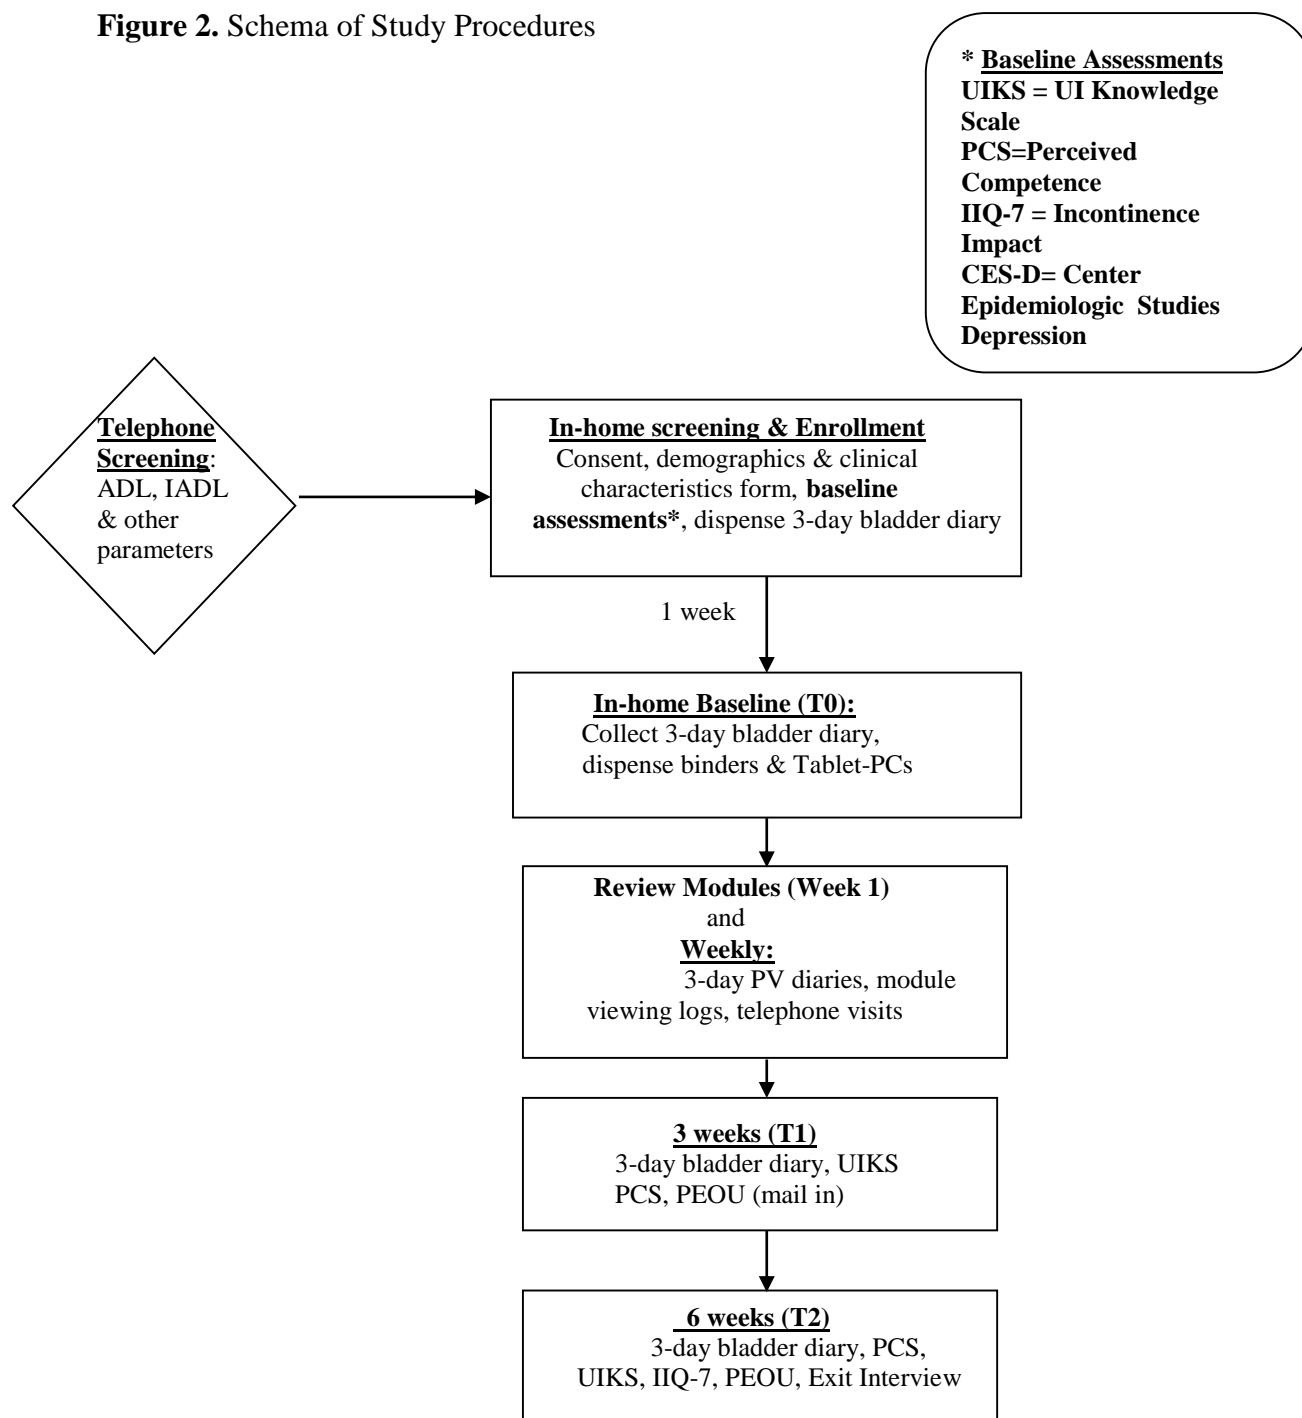 Figure 2. Schema of Study Procedures
* Baseline Assessments
UIKS = UI Knowledge
Scale
PCS=Perceived
Competence
IIQ-7 = Incontinence
Impact
CES-D= Center
Epidemiologic Studies
Depression
Telephone
Screening:
ADL, IADL
& other
parameters
In-home screening & Enrollment
Consent, demographics & clinical
characteristics form, baseline
assessments*, dispense 3-day bladder diary
1 week
In-home Baseline (T0):
Collect 3-day bladder diary,
dispense binders & Tablet-PCs
Review Modules (Week 1)
and
Weekly:
3-day PV diaries, module
viewing logs, telephone visits
3 weeks (T1)
3-day bladder diary, UIKS
PCS, PEOU (mail in)
6 weeks (T2)
3-day bladder diary, PCS,
UIKS, IIQ-7, PEOU, Exit Interview